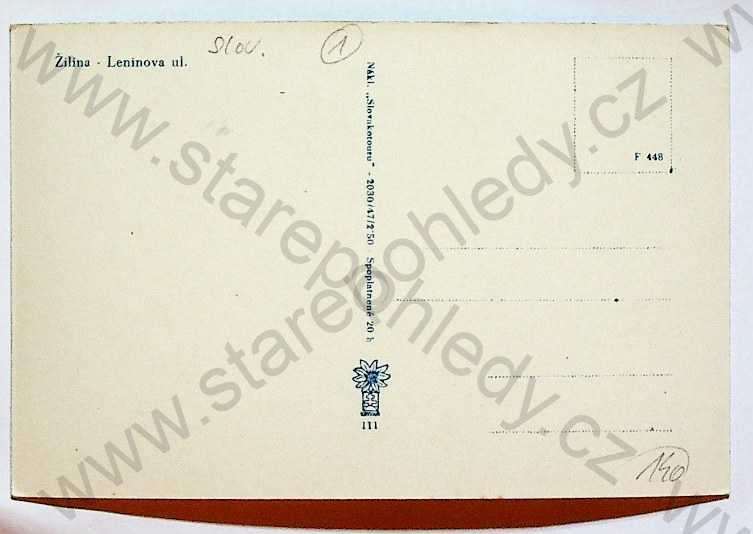 Slov.
1
Žilina - Leninova ul.
Nákl. „Slovakotouru" - 2030/47/2'50 - Spoplatnené 20 h
III
F 448
140
www.starepohledy.cz
www.starepohledy.cz
www.starepohledy.cz